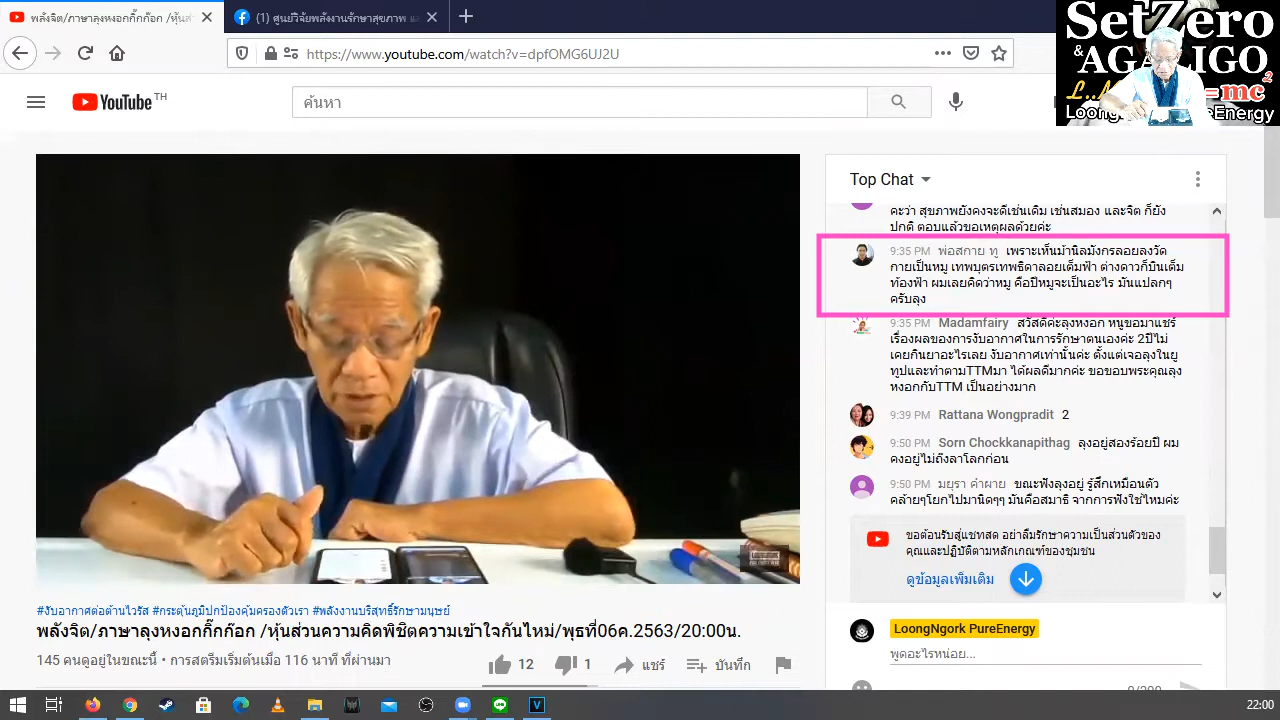 พลังจิต/ภาษาลุงหงอกกิ๊กก๊อก /หุ้นส่
(1) ศูนย์วิจัยพลังงานรักษาสุขภาพ แ
https://www.youtube.com/watch?v=dpfOMG6UJ2U
SetZero
&
AGALIGO
=mc2
YouTube TH
ค้นหา
Top Chat
คะว่า สุขภาพยังคงจะดีเช่นเดิม เช่นสมอง และจิต ก็ยัง
ปกติ ตอบแล้วขอเหตุผลด้วยค่ะ
9:35 PM พ่อสกาย ทู เพราะเห็นม้านิลมังกรลอยลงวัด
กายเป็นหมู เทพบุตรเทพธิดาลอยเต็มฟ้า ต่างดาวก็บินเต็ม
ท้องฟ้า ผมเลยคิดว่าหมู คือปีหมูจะเป็นอะไร มันแปลกๆ
ครับลุง
9:35 PM Madamfairy สวัสดีค่ะลุงหงอก หนูขอมาแชร์
เรื่องผลของการงับอากาศในการรักษาตนเองค่ะ 2ปีไม่
เคยกินยาอะไรเลย งับอากาศเท่านั้นค่ะ ตั้งแต่เจอลุงในยู
ทูปและทำตามTTMมา ได้ผลดีมากค่ะ ขอขอบพระคุณลุง
หงอกกับTTM เป็นอย่างมาก
9:39 PM Rattana Wongpradit 2
9:50 PM Sorn Chockkanapithag ลุงอยู่สองร้อยปี ผม
คงอยู่ไม่ถึงลาโลกก่อน
9:50 PM มยุรา คำผาย ขณะฟังลุงอยู่ รู้สึกเหมือนตัว
คล้ายๆโยกไปมานิดๆๆ มันคือสมาธิ จากการฟังใช่ไหมค่ะ
ขอต้อนรับสู่แชทสด อย่าลืมรักษาความเป็นส่วนตัวของ
คุณและปฏิบัติตามหลักเกณฑ์ของชุมชน
ดูข้อมูลเพิ่มเติม
LoongNgork PureEnergy
พูดอะไรหน่อย...
0/200
#งับอากาศต่อต้านไวรัส #กระตุ้นภูมิปกป้องคุ้มครองตัวเรา #พลังงานบริสุทธิ์รักษามนุษย์
พลังจิต/ภาษาลุงหงอกกิ๊กก๊อก /หุ้นส่วนความคิดพิชิตความเข้าใจกันไหม่/พุธที่06ค.2563/20:00น.
145 คนดูอยู่ในขณะนี้ • การสตรีมเริ่มต้นเมื่อ 116 นาที ที่ผ่านมา
12
1
แชร์
บันทึก
22:00